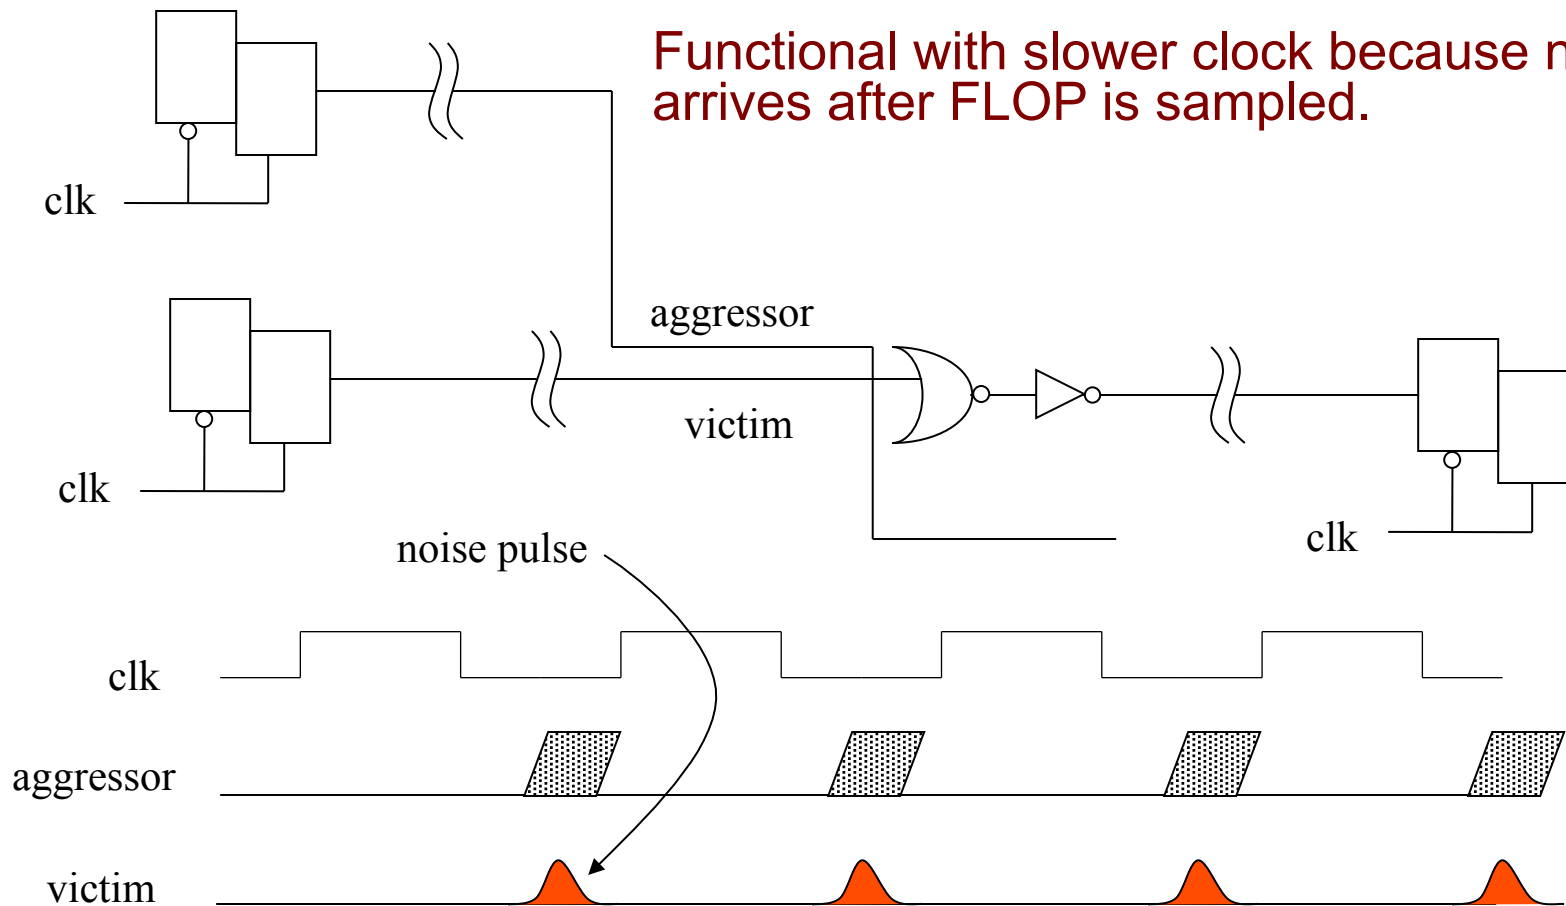 Functional with slower clock because
arrives after FLOP is sampled.
clk
aggressor
victim
clk
clk
noise pulse
clk
aggressor
victim